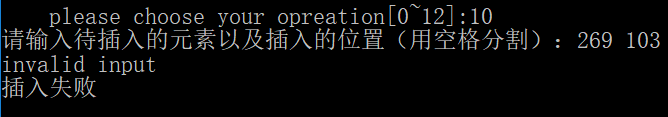 please choose your opreation[0~12]:10
请输入待插入的元素以及插入的位置（用空格分割）：269 103
invalid input
插入失败